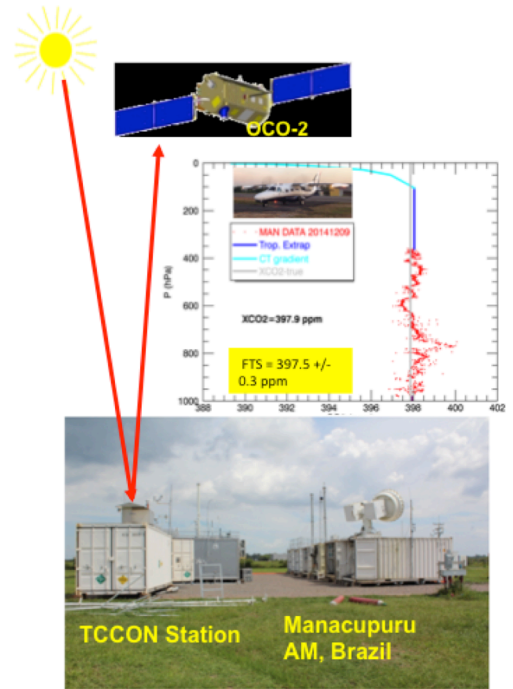 OCO-2
0
200
400
600
800
1000
P (hPa)
MAN DATA 20141209
Trop. Extrap
CT gradient
XCO2-true
XCO2=397.9 ppm
FTS = 397.5 +/-
0.3 ppm
388
390
392
394
396
398
400
402
TCCON Station
Manacupuru
AM, Brazil